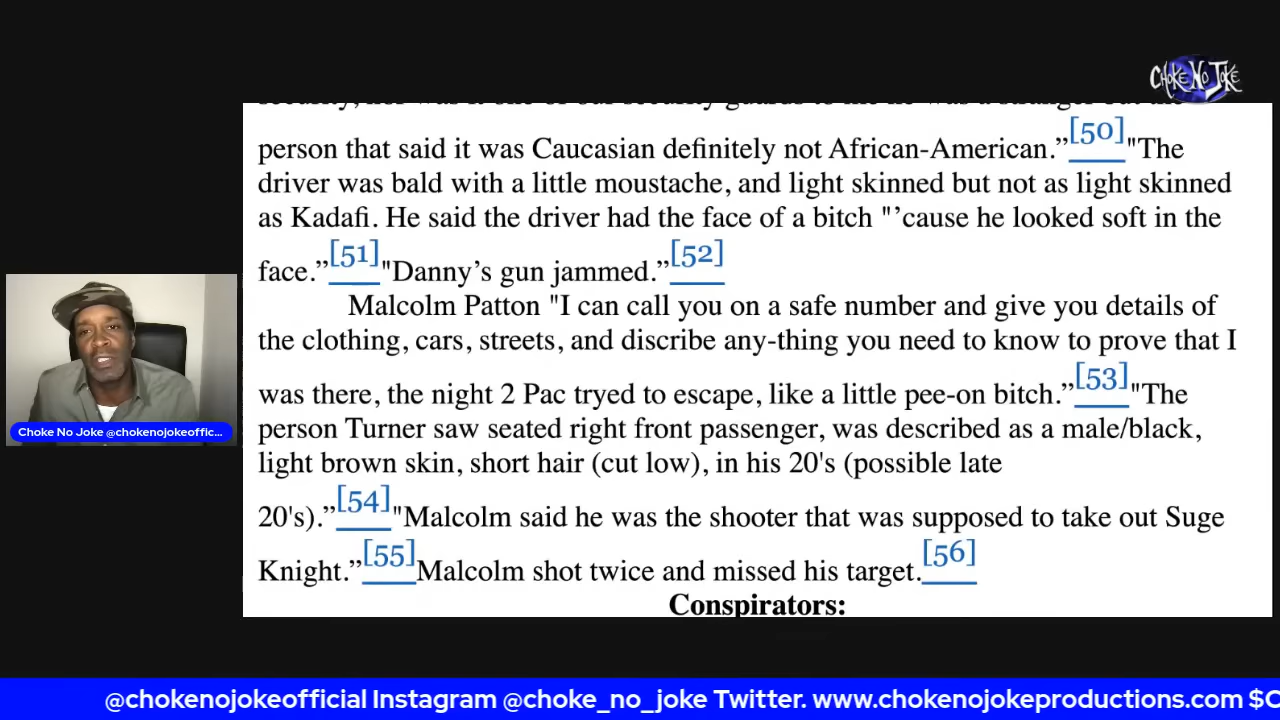 CHOKE NO JOKE
person that said it was Caucasian definitely not African-American.”[50]"The
driver was bald with a little moustache, and light skinned but not as light skinned
as Kadafi. He said the driver had the face of a bitch "’cause he looked soft in the
face.”[51]"Danny’s gun jammed.”[52]
Malcolm Patton "I can call you on a safe number and give you details of
the clothing, cars, streets, and discribe any-thing you need to know to prove that I
was there, the night 2 Pac tryed to escape, like a little pee-on bitch.”[53]"The
person Turner saw seated right front passenger, was described as a male/black,
light brown skin, short hair (cut low), in his 20's (possible late
20's).”[54]"Malcolm said he was the shooter that was supposed to take out Suge
Knight.”[55]Malcolm shot twice and missed his target.[56]
Conspirators:
Choke No Joke @chokenojokeoffic...
@chokenojokeofficial Instagram @choke_no_joke Twitter. www.chokenojokeproductions.com $C